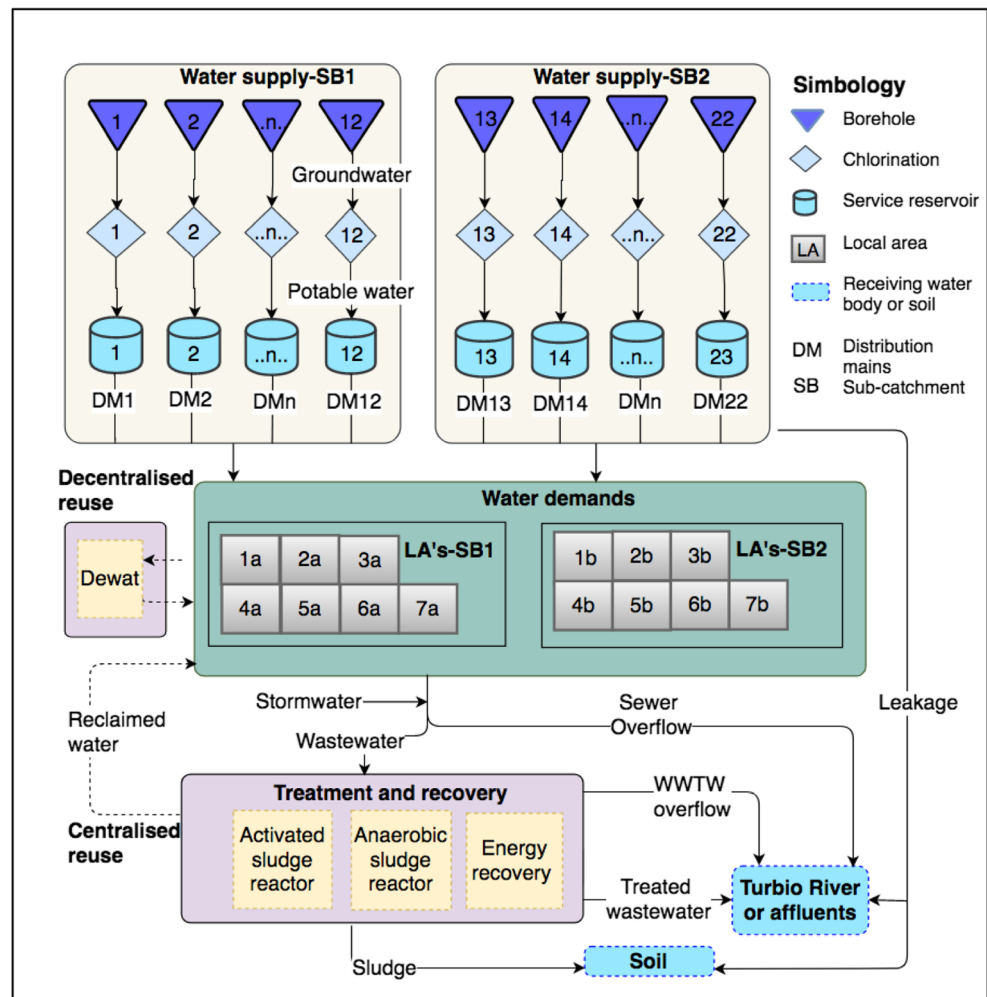 Water supply-SB1
1
2
..n..
12
Groundwater
1
2
..n..
12
Potable water
1
2
..n..
12
DM1
DM2
DMn
DM12
Water supply-SB2
13
14
..n..
22
13
14
..n..
22
13
14
..n..
23
DM13
DM14
DMn
DM22
Simbology
Borehole
Chlorination
Service reservoir
LA
Local area
Receiving water
body or soil
DM
Distribution
mains
SB
Sub-catchment
Decentralised
reuse
Dewat
Water demands
LA's-SB1
1a
2a
3a
4a
5a
6a
7a
LA's-SB2
1b
2b
3b
4b
5b
6b
7b
Stormwater
Wastewater
Sewer
Overflow
Leakage
Reclaimed
water
Centralised
reuse
Treatment and recovery
Activated
sludge
reactor
Anaerobic
sludge
reactor
Energy
recovery
WWTW
overflow
Treated
wastewater
Turbio River
or affluents
Sludge
Soil